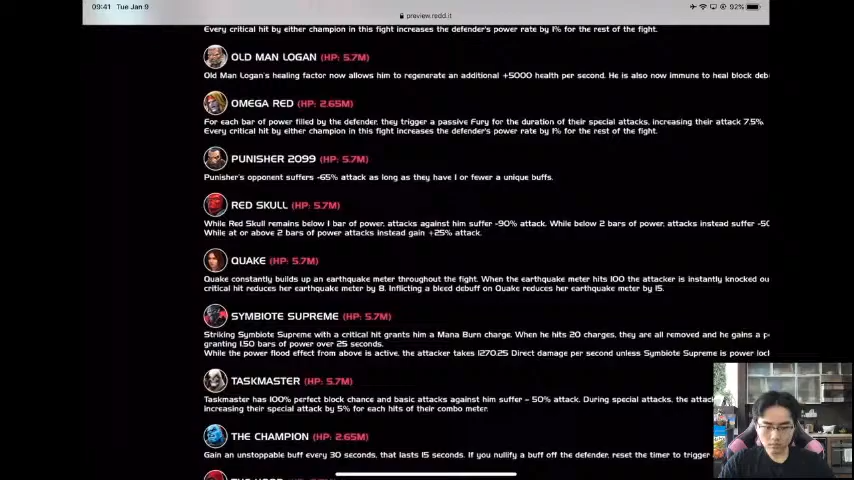 09:41 Tue Jan 9
92%
preview.redd.it
Every critical hit by either champion in this fight increases the defender's power rate by 1% for the rest of the fight.
OLD MAN LOGAN (HP: 5.7M)
Old Man Logan's healing factor now allows him to regenerate an additional +5000 health per second. He is also now immune to heal block deb
OMEGA RED (HP: 2.65M)
For each bar of power filled by the defender, they trigger a passive Fury for the duration of their special attacks, increasing their attack 7.5%.
Every critical hit by either champion in this fight increases the defender's power rate by 1% for the rest of the fight.
PUNISHER 2099 (HP: 5.7M)
Punisher's opponent suffers -65% attack as long as they have 1 or fewer a unique buffs.
RED SKULL (HP: 5.7M)
While Red Skull remains below 1 bar of power, attacks against him suffer -90% attack. While below 2 bars of power, attacks instead suffer -50
While at or above 2 bars of power attacks instead gain +25% attack.
QUAKE (HP: 5.7M)
Quake constantly builds up an earthquake meter throughout the fight. When the earthquake meter hits 100 the attacker is instantly knocked ou
critical hit reduces her earthquake meter by 8. Inflicting a bleed debuff on Quake reduces her earthquake meter by 15.
SYMBIOTE SUPREME (HP: 5.7M)
Striking Symbiote Supreme with a critical hit grants him a Mana Burn charge. When he hits 20 charges, they are all removed and he gains a p
granting 1.50 bars of power over 25 seconds.
While the power flood effect from above is active, the attacker takes 1270.25 Direct damage per second unless Symbiote Supreme is power loc
TASKMASTER (HP: 5.7M)
Taskmaster has 100% perfect block chance and basic attacks against him suffer - 50% attack. During special attacks, the attac
increasing their special attack by 5% for each hits of their combo meter.
THE CHAMPION (HP: 2.65M)
Gain an unstoppable buff every 30 seconds, that lasts 15 seconds. If you nullify a buff off the defender, reset the timer to trigger
THE HOOD